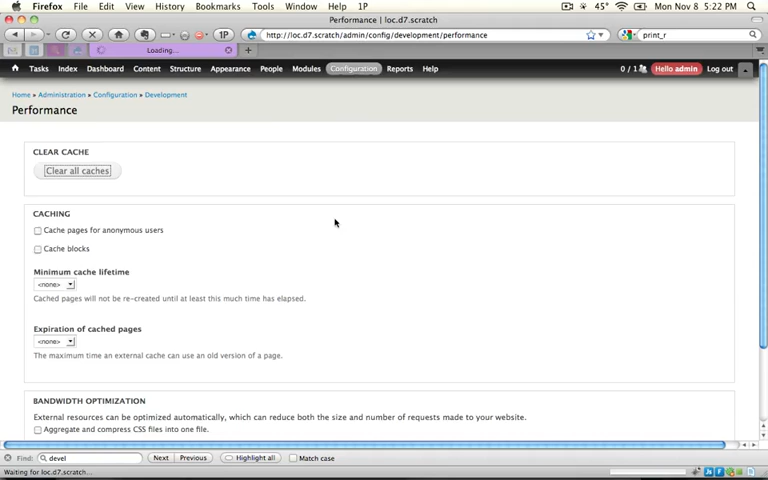 Firefox File Edit View History Bookmarks Tools Window Help 1P 45° Mon Nov 8 5:22 PM
Performance | loc.d7.scratch
1P http://loc.d7.scratch/admin/config/development/performance print_r
Loading...
Tasks Index Dashboard Content Structure Appearance People Modules Configuration Reports Help 0 / 1 Hello admin Log out
Home » Administration » Configuration » Development
Performance
CLEAR CACHE
Clear all caches
CACHING
Cache pages for anonymous users
Cache blocks
Minimum cache lifetime
<none>
Cached pages will not be re-created until at least this much time has elapsed.
Expiration of cached pages
<none>
The maximum time an external cache can use an old version of a page.
BANDWIDTH OPTIMIZATION
External resources can be optimized automatically, which can reduce both the size and number of requests made to your website.
Aggregate and compress CSS files into one file.
Find: devel Next Previous Highlight all Match case
Waiting for loc.d7.scratch...